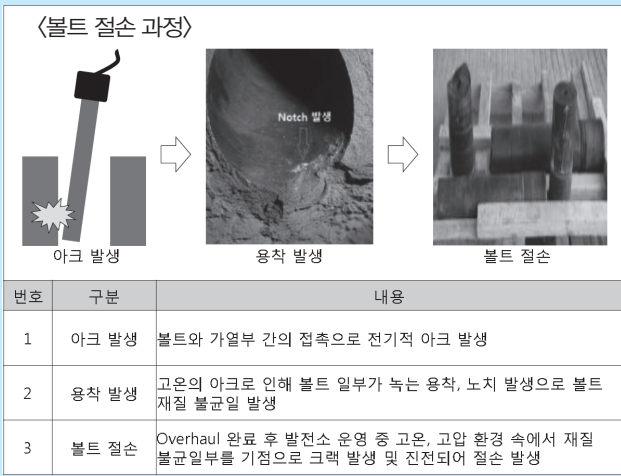 〈볼트 절손 과정〉
Notch 발생
아크 발생
용착 발생
볼트 절손
번호 구분 내용
1 아크 발생 볼트와 가열부 간의 접촉으로 전기적 아크 발생
2 용착 발생 고온의 아크로 인해 볼트 일부가 녹는 용착, 노치 발생으로 볼트
재질 불균일 발생
3 볼트 절손 Overhaul 완료 후 발전소 운영 중 고온, 고압 환경 속에서 재질
불균일부를 기점으로 크랙 발생 및 진전되어 절손 발생